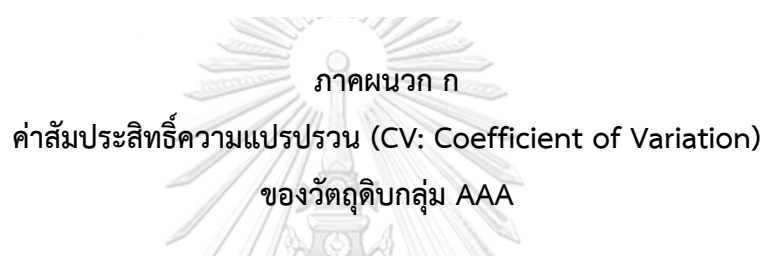 ภาคผนวก ก
ค่าสัมประสิทธิ์ความแปรปรวน (CV: Coefficient of Variation)
ของวัตถุดิบกลุ่ม AAA